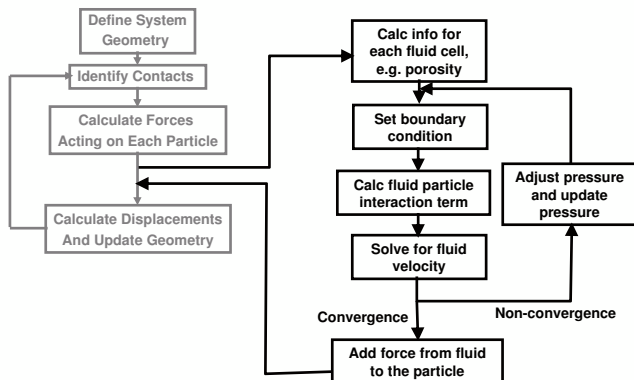 Define System
Geometry
Identify Contacts
Calculate Forces
Acting on Each Particle
Calculate Displacements
And Update Geometry
Calc info for
each fluid cell,
e.g. porosity
Set boundary
condition
Calc fluid particle
interaction term
Solve for fluid
velocity
Adjust pressure
and update
pressure
Convergence
Non-convergence
Add force from fluid
to the particle